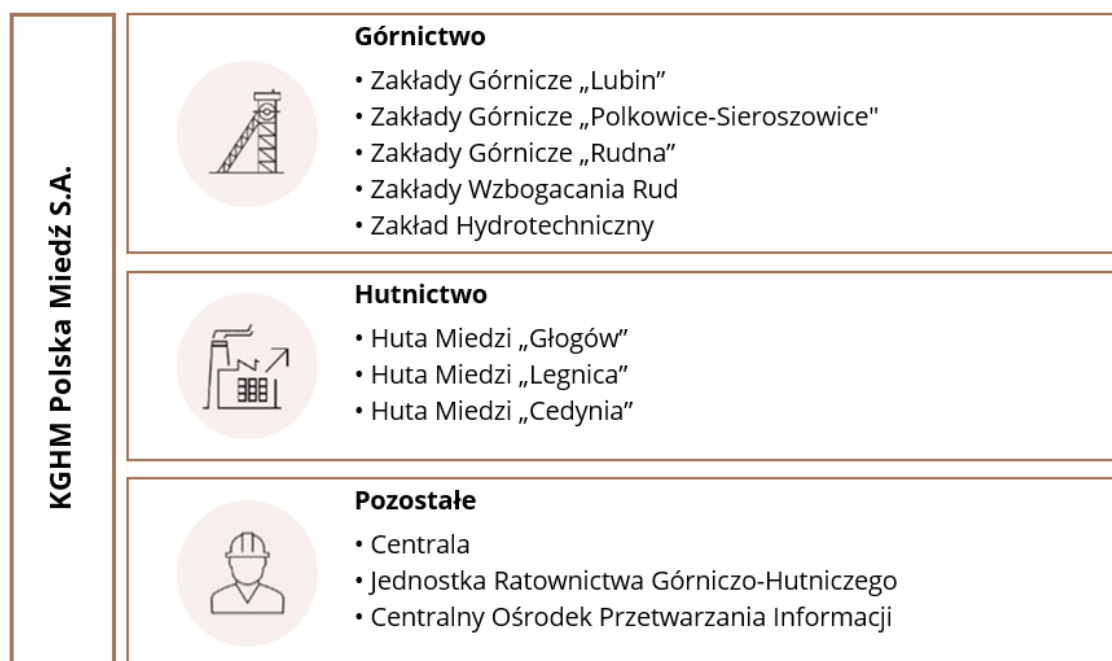 KGHM Polska Miedź S.A.
Górnictwo
• Zakłady Górnicze „Lubin”
• Zakłady Górnicze „Polkowice-Sieroszowice"
• Zakłady Górnicze „Rudna”
• Zakłady Wzbogacania Rud
• Zakład Hydrotechniczny
Hutnictwo
• Huta Miedzi „Głogów”
• Huta Miedzi „Legnica”
• Huta Miedzi „Cedynia”
Pozostałe
• Centrala
• Jednostka Ratownictwa Górniczo-Hutniczego
• Centralny Ośrodek Przetwarzania Informacji